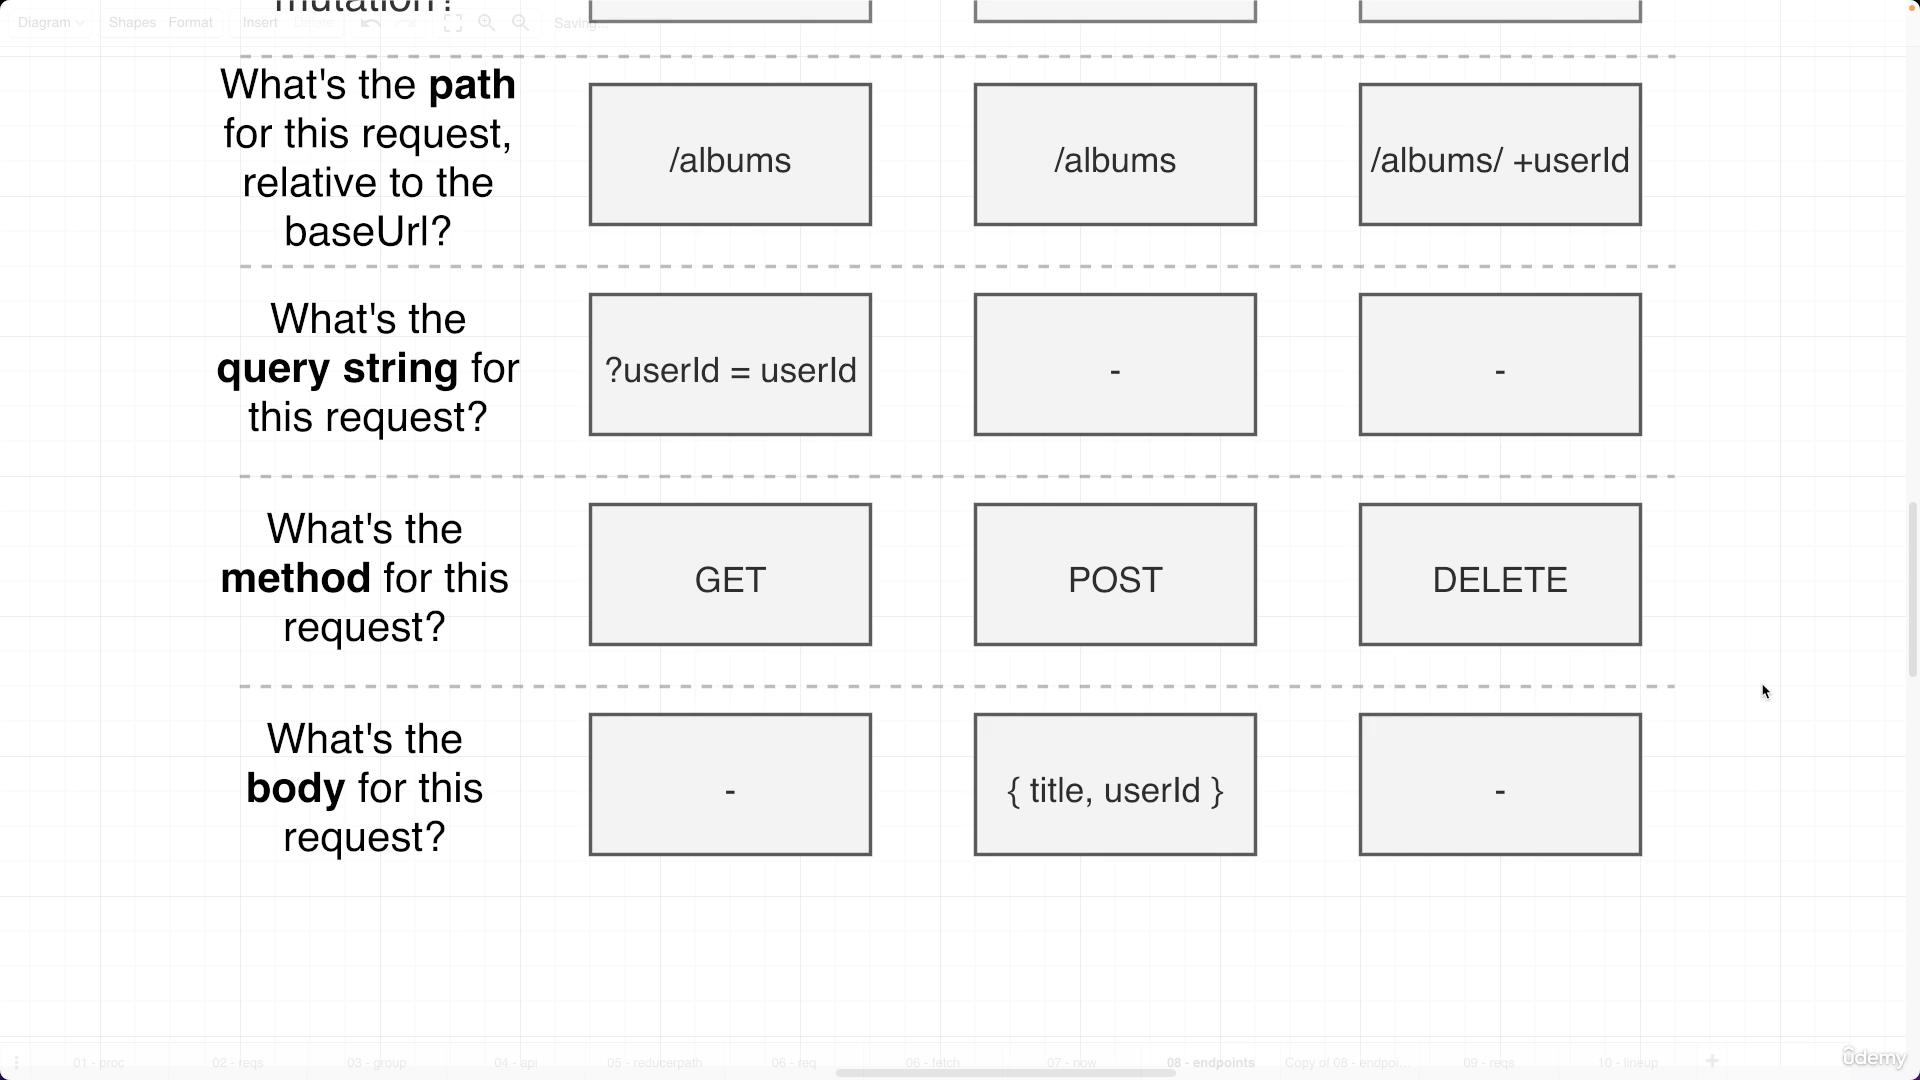 Diagram Shapes Format Insert Delete Saving...
mutation?
What's the path
for this request,
relative to the
baseUrl?
/albums
/albums
/albums/ +userId
What's the
query string for
this request?
?userId = userId
-
-
What's the
method for this
request?
GET
POST
DELETE
What's the
body for this
request?
-
{ title, userId }
-
01 - proc 02 - reqs 03 - group 04 - api 05 - reducerpath 06 - req 06 - fetch 07 - now 08 - endpoints Copy of 08 - endpoi... 09 - reqs 10 - lineup
ûdemy